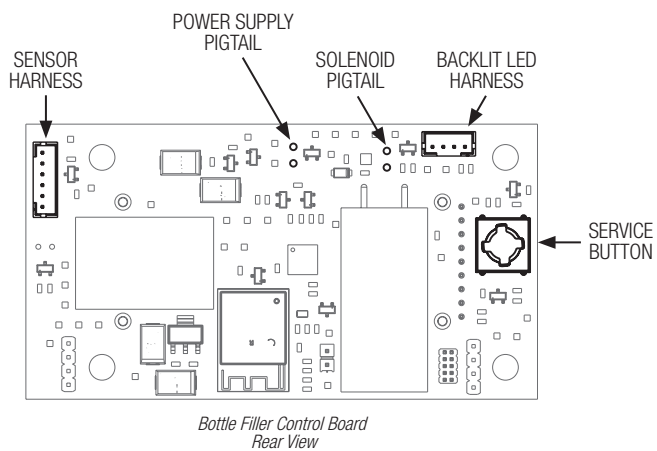 POWER SUPPLY
PIGTAIL
SENSOR
HARNESS
SOLENOID
PIGTAIL
BACKLIT LED
HARNESS
SERVICE
BUTTON
Bottle Filler Control Board
Rear View